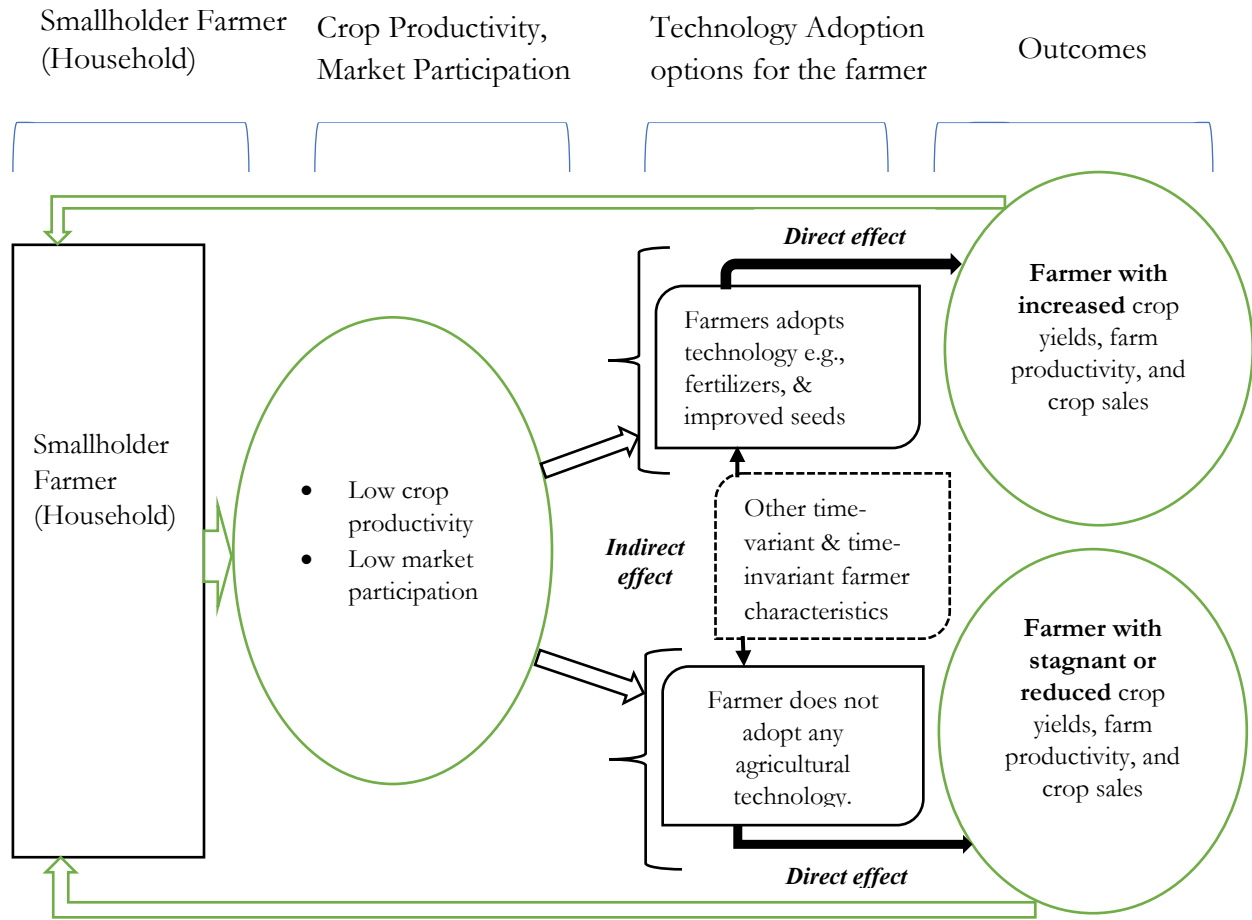 Smallholder Farmer
(Household)
Crop Productivity,
Market Participation
Technology Adoption
options for the farmer
Outcomes
Smallholder
Farmer
(Household)
• Low crop
productivity
• Low market
participation
Direct effect
Farmers adopts
technology e.g.,
fertilizers, &
improved seeds
Indirect
effect
Other time-
variant & time-
invariant farmer
characteristics
Farmer does not
adopt any
agricultural
technology.
Direct effect
Farmer with
increased crop
yields, farm
productivity, and
crop sales
Farmer with
stagnant or
reduced crop
yields, farm
productivity, and
crop sales